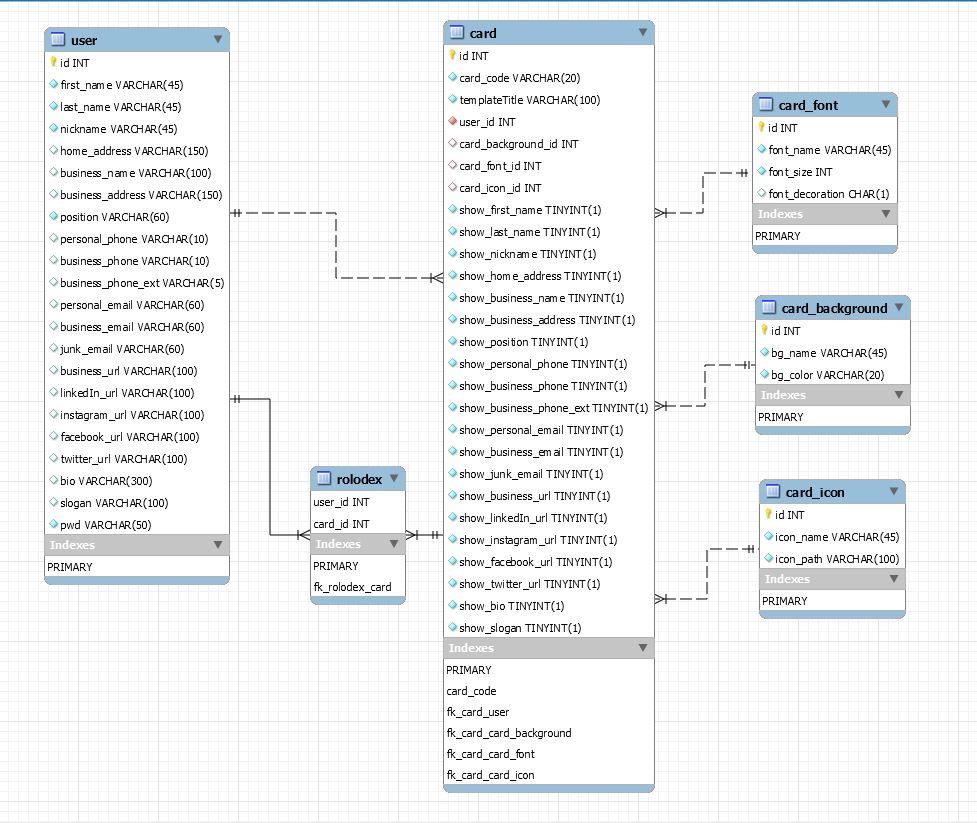 user
id INT
first_name VARCHAR(45)
last_name VARCHAR(45)
nickname VARCHAR(45)
home_address VARCHAR(150)
business_name VARCHAR(100)
business_address VARCHAR(150)
position VARCHAR(60)
personal_phone VARCHAR(10)
business_phone VARCHAR(10)
business_phone_ext VARCHAR(5)
personal_email VARCHAR(60)
business_email VARCHAR(60)
junk_email VARCHAR(60)
business_url VARCHAR(100)
linkedIn_url VARCHAR(100)
instagram_url VARCHAR(100)
facebook_url VARCHAR(100)
twitter_url VARCHAR(100)
bio VARCHAR(300)
slogan VARCHAR(100)
pwd VARCHAR(50)
Indexes
PRIMARY
rolodex
user_id INT
card_id INT
Indexes
PRIMARY
fk_rolodex_card
card
id INT
card_code VARCHAR(20)
templateTitle VARCHAR(100)
user_id INT
card_background_id INT
card_font_id INT
card_icon_id INT
show_first_name TINYINT(1)
show_last_name TINYINT(1)
show_nickname TINYINT(1)
show_home_address TINYINT(1)
show_business_name TINYINT(1)
show_business_address TINYINT(1)
show_position TINYINT(1)
show_personal_phone TINYINT(1)
show_business_phone TINYINT(1)
show_business_phone_ext TINYINT(1)
show_personal_email TINYINT(1)
show_business_email TINYINT(1)
show_junk_email TINYINT(1)
show_business_url TINYINT(1)
show_linkedIn_url TINYINT(1)
show_instagram_url TINYINT(1)
show_facebook_url TINYINT(1)
show_twitter_url TINYINT(1)
show_bio TINYINT(1)
show_slogan TINYINT(1)
Indexes
PRIMARY
card_code
fk_card_user
fk_card_card_background
fk_card_card_font
fk_card_card_icon
card_font
id INT
font_name VARCHAR(45)
font_size INT
font_decoration CHAR(1)
Indexes
PRIMARY
card_background
id INT
bg_name VARCHAR(45)
bg_color VARCHAR(20)
Indexes
PRIMARY
card_icon
id INT
icon_name VARCHAR(45)
icon_path VARCHAR(100)
Indexes
PRIMARY